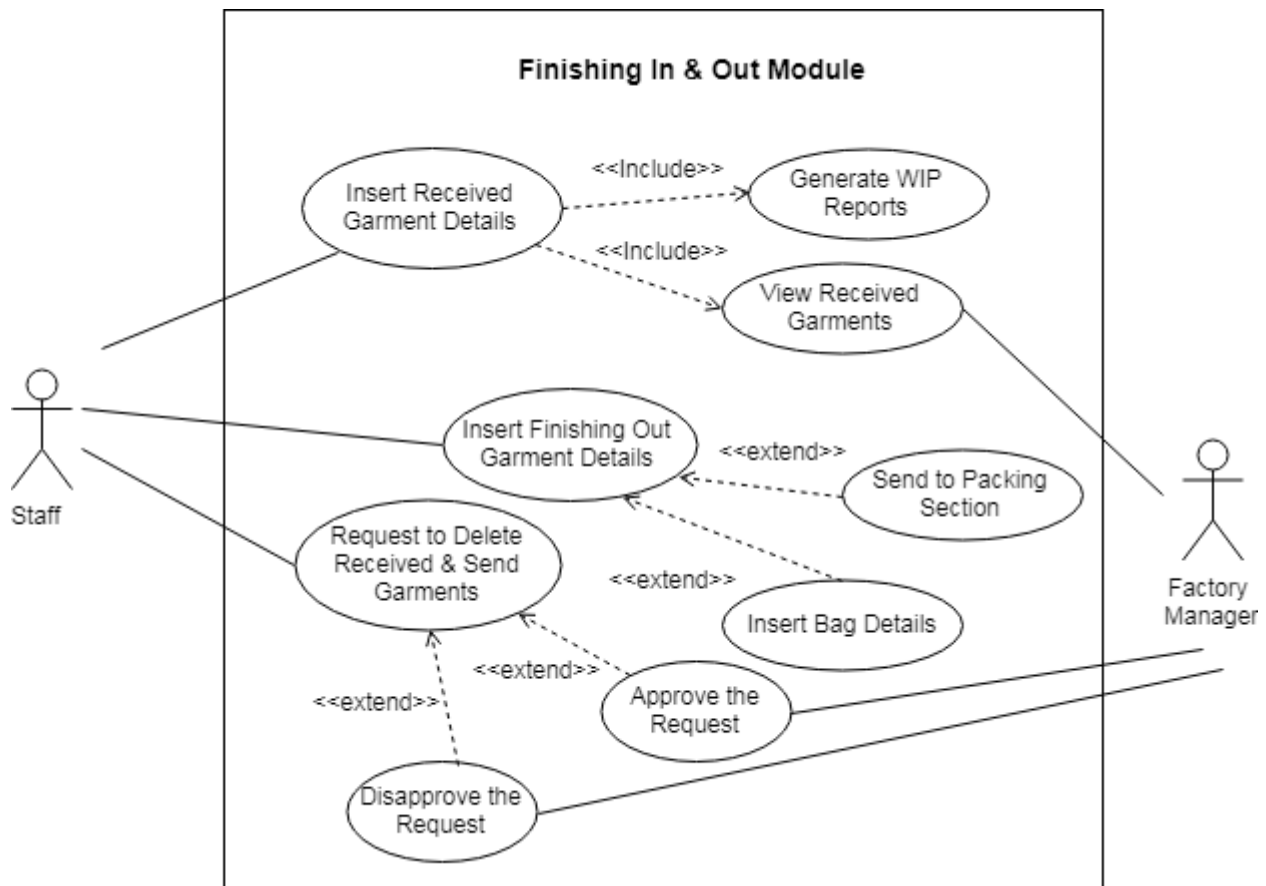 Finishing In & Out Module
Insert Received
Garment Details
<<Include>>
Generate WIP
Reports
<<Include>>
View Received
Garments
Insert Finishing Out
Garment Details
<<extend>>
Send to Packing
Section
Staff
Request to Delete
Received & Send
Garments
<<extend>>
Insert Bag Details
Factory
Manager
<<extend>>
Approve the
Request
<<extend>>
Disapprove the
Request